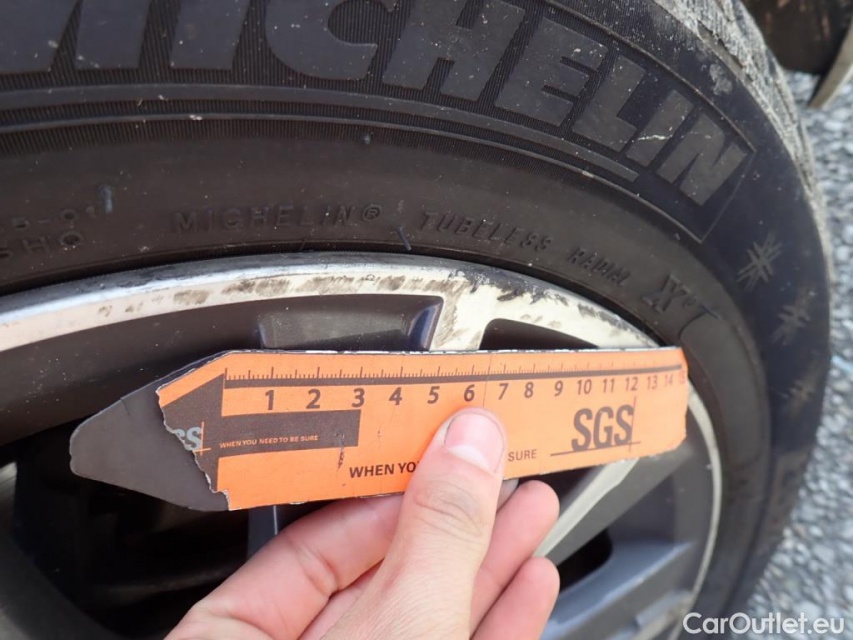 MICHELIN
MICHELIN® TUBELESS RADIAL X
1 2 3 4 5 6 7 8 9 10 11 12 13 14 15
WHEN YOU NEED TO BE SURE
SGS
WHEN YO SURE
CarOutlet.eu